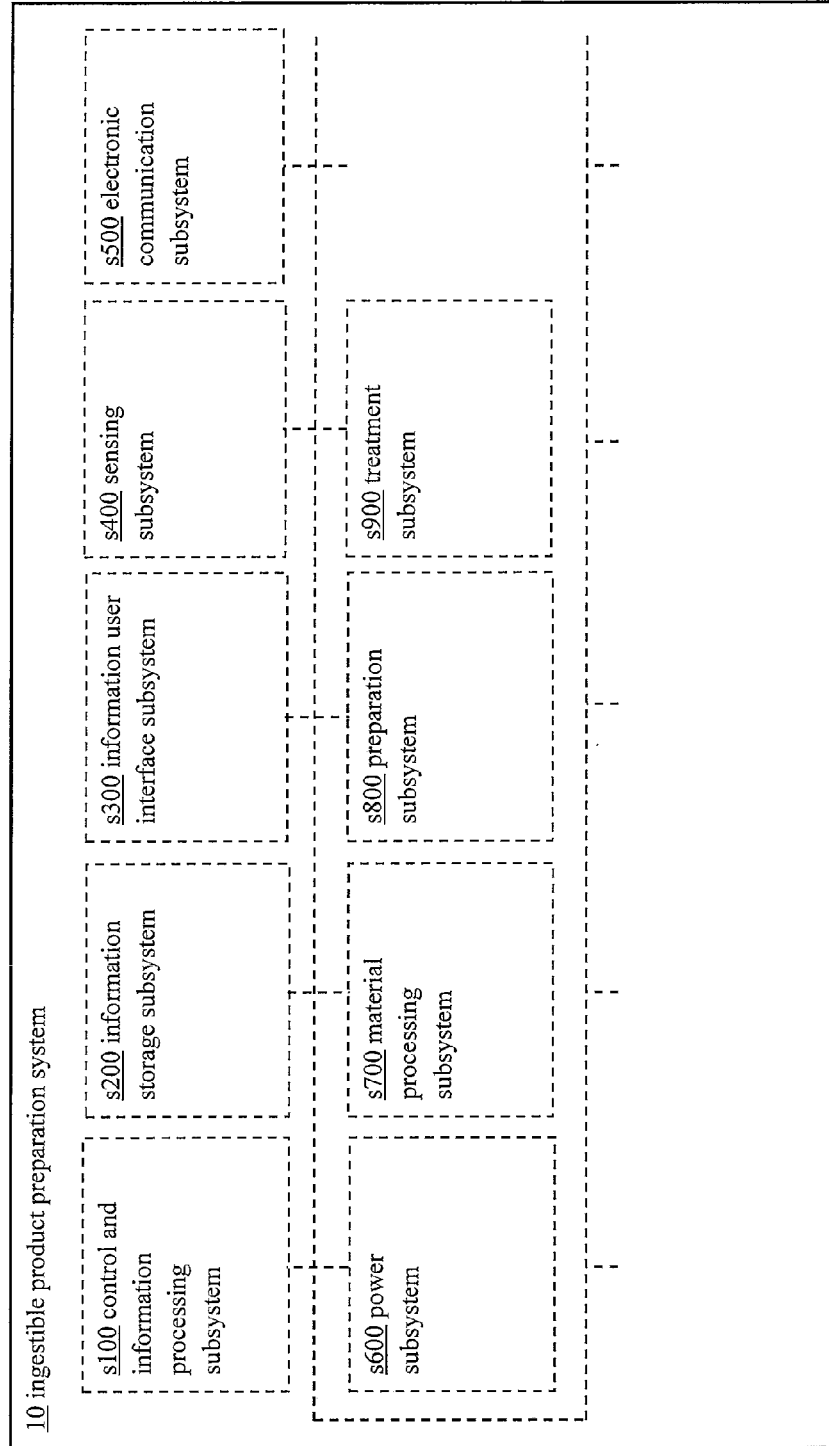 10 ingestible product preparation system
s100 control and
information
processing
subsystem
s200 information
storage subsystem
s300 information user
interface subsystem
s400 sensing
subsystem
s500 electronic
communication
subsystem
s600 power
subsystem
s700 material
processing
subsystem
s800 preparation
subsystem
s900 treatment
subsystem